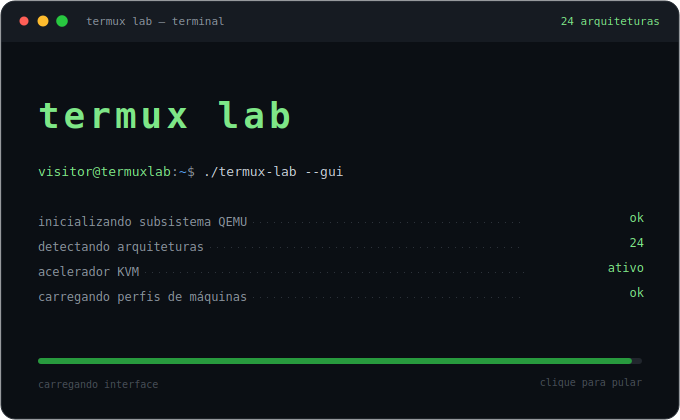 termux lab — terminal 24 arquiteturas
termux lab
visitor@termuxlab:~$ ./termux-lab --gui
inicializando subsistema QEMU ok
detectando arquiteturas 24
acelerador KVM ativo
carregando perfis de máquinas ok
carregando interface clique para pular